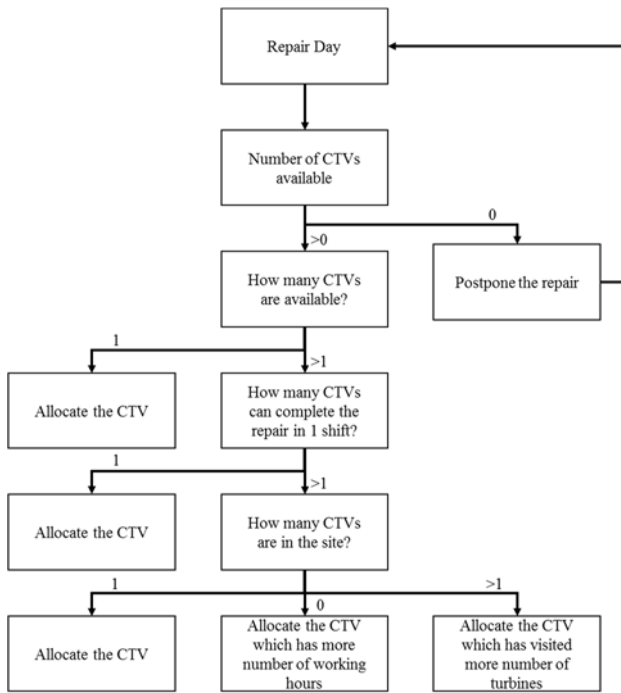 Repair Day
Number of CTVs
available
0
>0
How many CTVs
are available?
Postpone the repair
1
>1
Allocate the CTV
How many CTVs
can complete the
repair in 1 shift?
1
>1
Allocate the CTV
How many CTVs
are in the site?
1
0
>1
Allocate the CTV
Allocate the CTV
which has more
number of working
hours
Allocate the CTV
which has visited
more number of
turbines